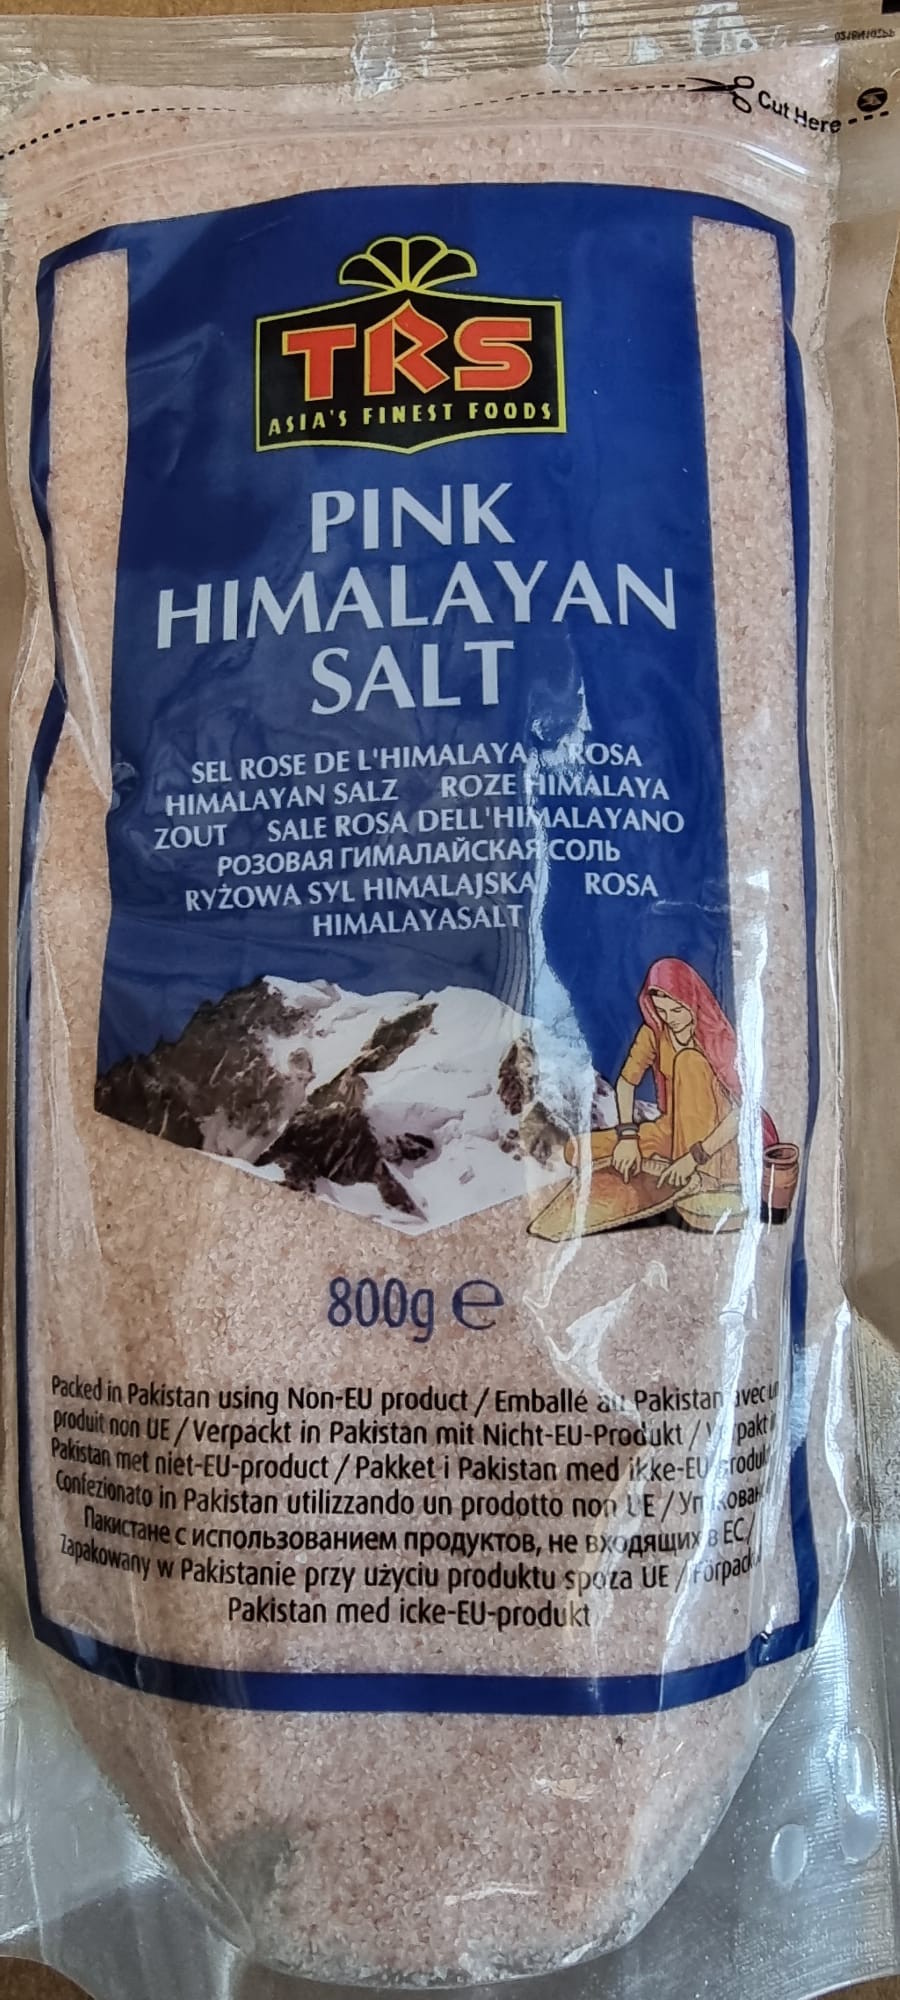 Cut Here
TRS
ASIA'S FINEST FOODS
PINK
HIMALAYAN
SALT
SEL ROSE DE L'HIMALAYA ROSA
HIMALAYAN SALZ ROZE HIMALAYA
ZOUT SALE ROSA DELL'HIMALAYANO
РОЗОВАЯ ГИМАЛАЙСКАЯ СОЛЬ
RYŻOWA SYL HIMALAJSKA ROSA
HIMALAYASALT
800g e
Packed in Pakistan using Non-EU product / Emballé au Pakistan avec un
produit non UE / Verpackt in Pakistan mit Nicht-EU-Produkt /
Pakistan met niet-EU-product / Pakket i Pakistan med ikke-EU
Confezionato in Pakistan utilizzando un prodotto non UE /
Пакистане с использованием продуктов, не входящих в ЕС/
Zapakowany w Pakistanie przy użyciu produktu spoza UE /
Pakistan med icke-EU-produkt